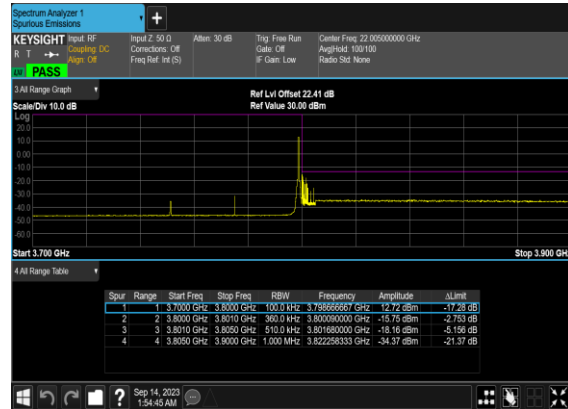 Spectrum Analyzer 1
Spurious Emissions
+
KEYSIGHT Input: RF Input Z: 50 Ω Atten: 30 dB Trig: Free Run Center Freq: 22.005000000 GHz
R T Coupling: DC Corrections: Off Gate: Off Avg|Hold: 100/100
Align: Off Freq Ref: Int (S) IF Gain: Low Radio Std: None
LW PASS
3 All Range Graph
Ref Lvl Offset 22.41 dB
Scale/Div 10.0 dB Ref Value 30.00 dBm
Log
20.0
10.0
0.00
-10.0
-20.0
-30.0
-40.0
-50.0
-60.0
Start 3.700 GHz Stop 3.900 GHz
4 All Range Table
Spur Range Start Freq Stop Freq RBW Frequency Amplitude ΔLimit
1 1 3.7000 GHz 3.8000 GHz 100.0 kHz 3.798666667 GHz 12.72 dBm -17.28 dB
2 2 3.8000 GHz 3.8010 GHz 360.0 kHz 3.800090000 GHz -15.75 dBm -2.753 dB
3 3 3.8010 GHz 3.8050 GHz 510.0 kHz 3.801680000 GHz -18.16 dBm -5.156 dB
4 4 3.8050 GHz 3.9000 GHz 1.000 MHz 3.822258333 GHz -34.37 dBm -21.37 dB
? Sep 14, 2023
1:54:45 AM